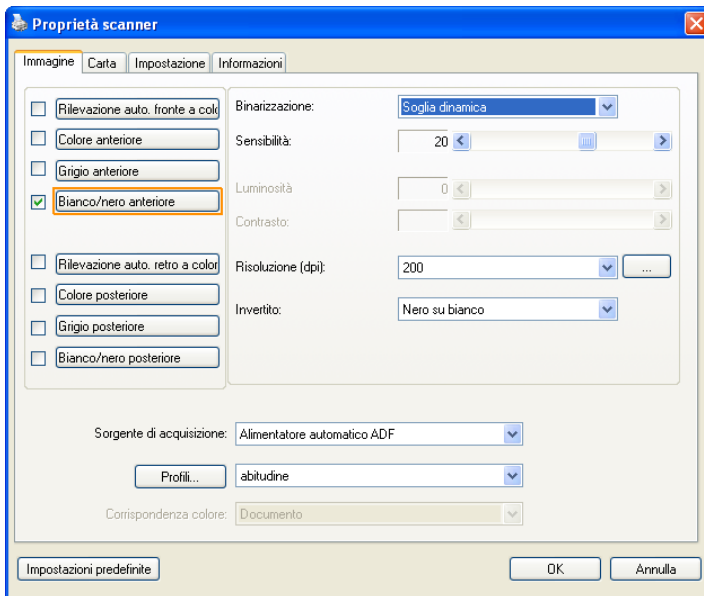 Proprietà scanner
Immagine Carta Impostazione Informazioni
Rilevazione auto. fronte a colo
Binarizzazione: Soglia dinamica
Colore anteriore
Sensibilità: 20
Grigio anteriore
Luminosità 0
Bianco/nero anteriore
Contrasto:
Rilevazione auto. retro a color
Risoluzione (dpi): 200 ...
Colore posteriore
Invertito: Nero su bianco
Grigio posteriore
Bianco/nero posteriore
Sorgente di acquisizione: Alimentatore automatico ADF
Profili... abitudine
Corrispondenza colore: Documento
Impostazioni predefinite OK Annulla